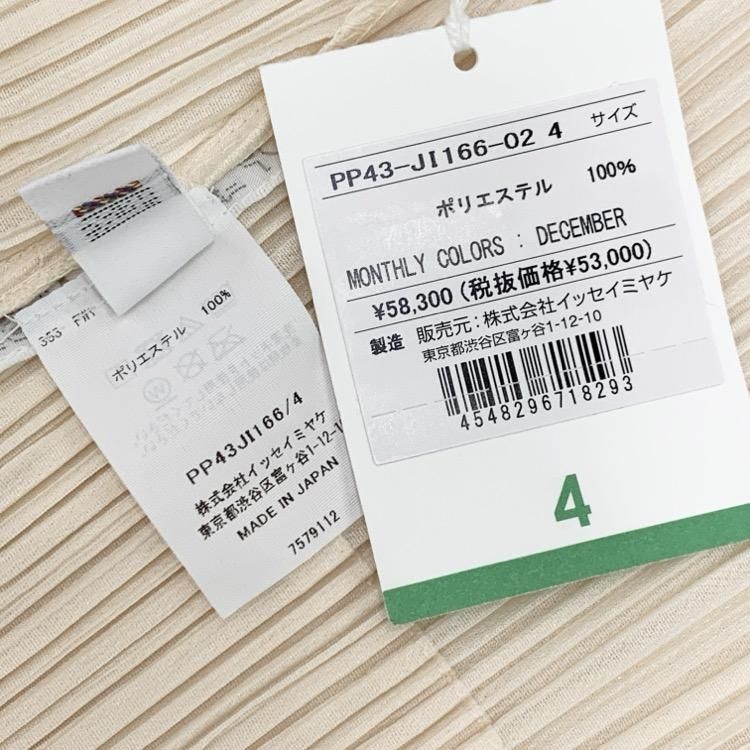 PP43-JI166-02 4 サイズ
ポリエステル 100%
MONTHLY COLORS : DECEMBER
¥58,300 (税抜価格¥53,000)
製造 販売元:株式会社イッセイミヤケ
東京都渋谷区富ヶ谷1-12-10
4548296718293
4
ポリエステル 100%
PP43JI166/4
株式会社イッセイミヤケ
東京都渋谷区富ヶ谷1-12-1
MADE IN JAPAN
7579112